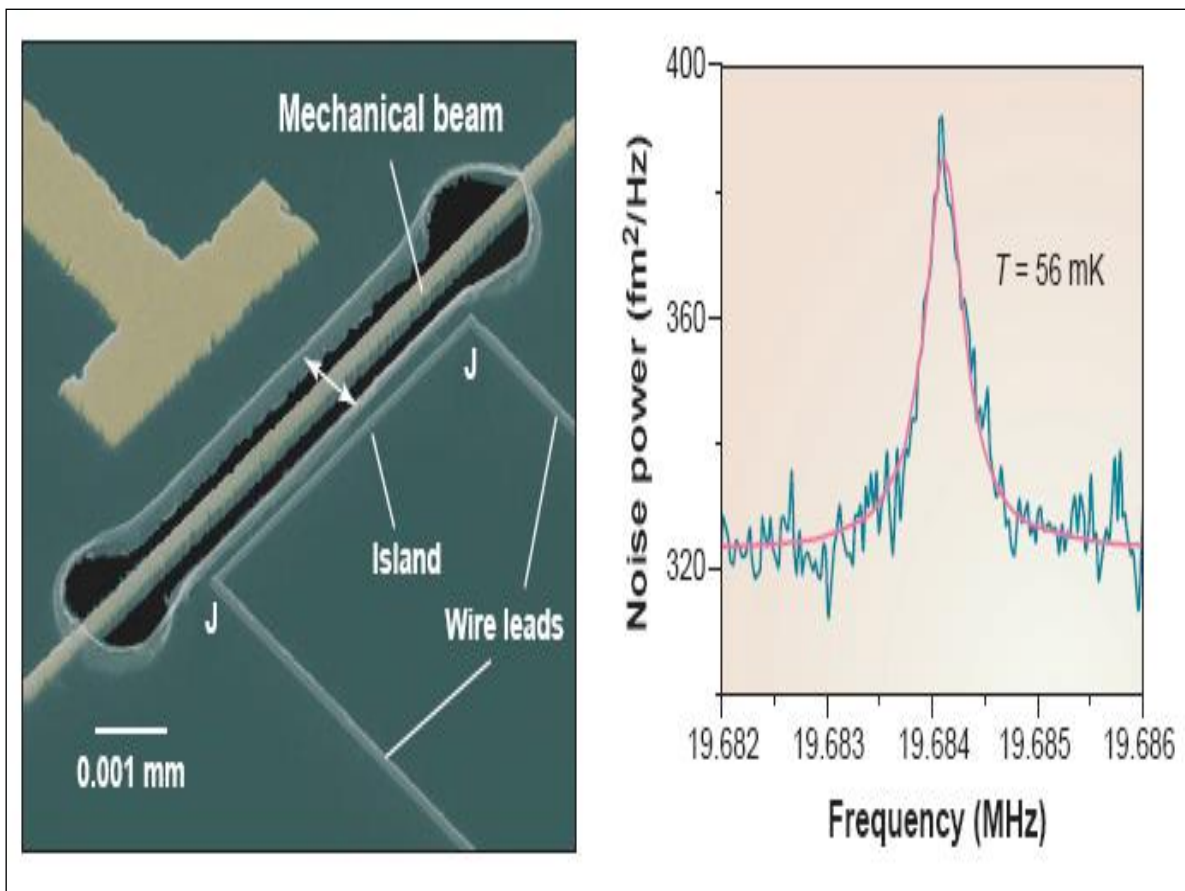 Mechanical beam
J
Island
J
Wire leads
0.001 mm
400
360
320
Noise power (fm²/Hz)
T = 56 mK
19.682 19.683 19.684 19.685 19.686
Frequency (MHz)